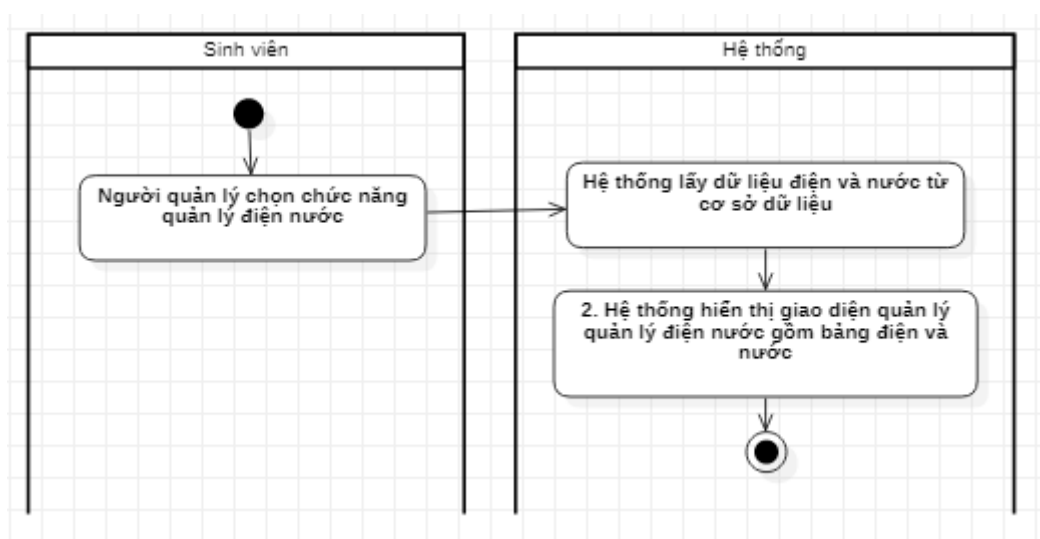 Sinh viên
Hệ thống
Người quản lý chọn chức năng
quản lý điện nước
Hệ thống lấy dữ liệu điện và nước từ
cơ sở dữ liệu
2. Hệ thống hiển thị giao diện quản lý
quản lý điện nước gồm bảng điện và
nước